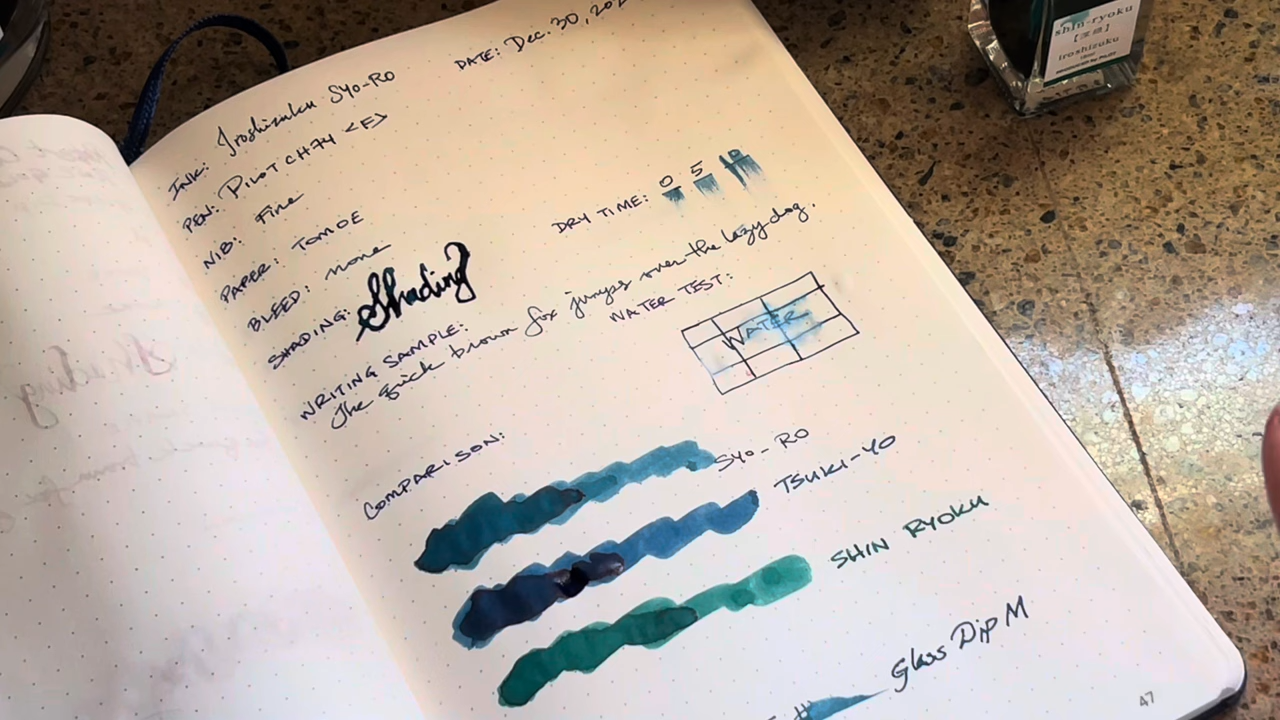 DATE: Dec. 30, 202
INK: Iroshizuku SYO-RO
PEN: PILOT CH74 <F>
NIB: Fine
PAPER: TOMOE
BLEED: none
SHADING: Shading
DRY TIME: 0 5 10
WRITING SAMPLE:
The quick brown fox jumps over the lazy dog.
WATER TEST:
WATER
COMPARISON:
SYO-RO
TSUKI-YO
SHIN RYOKU
Glass Dip M
47
shin-ryoku
iroshizuku